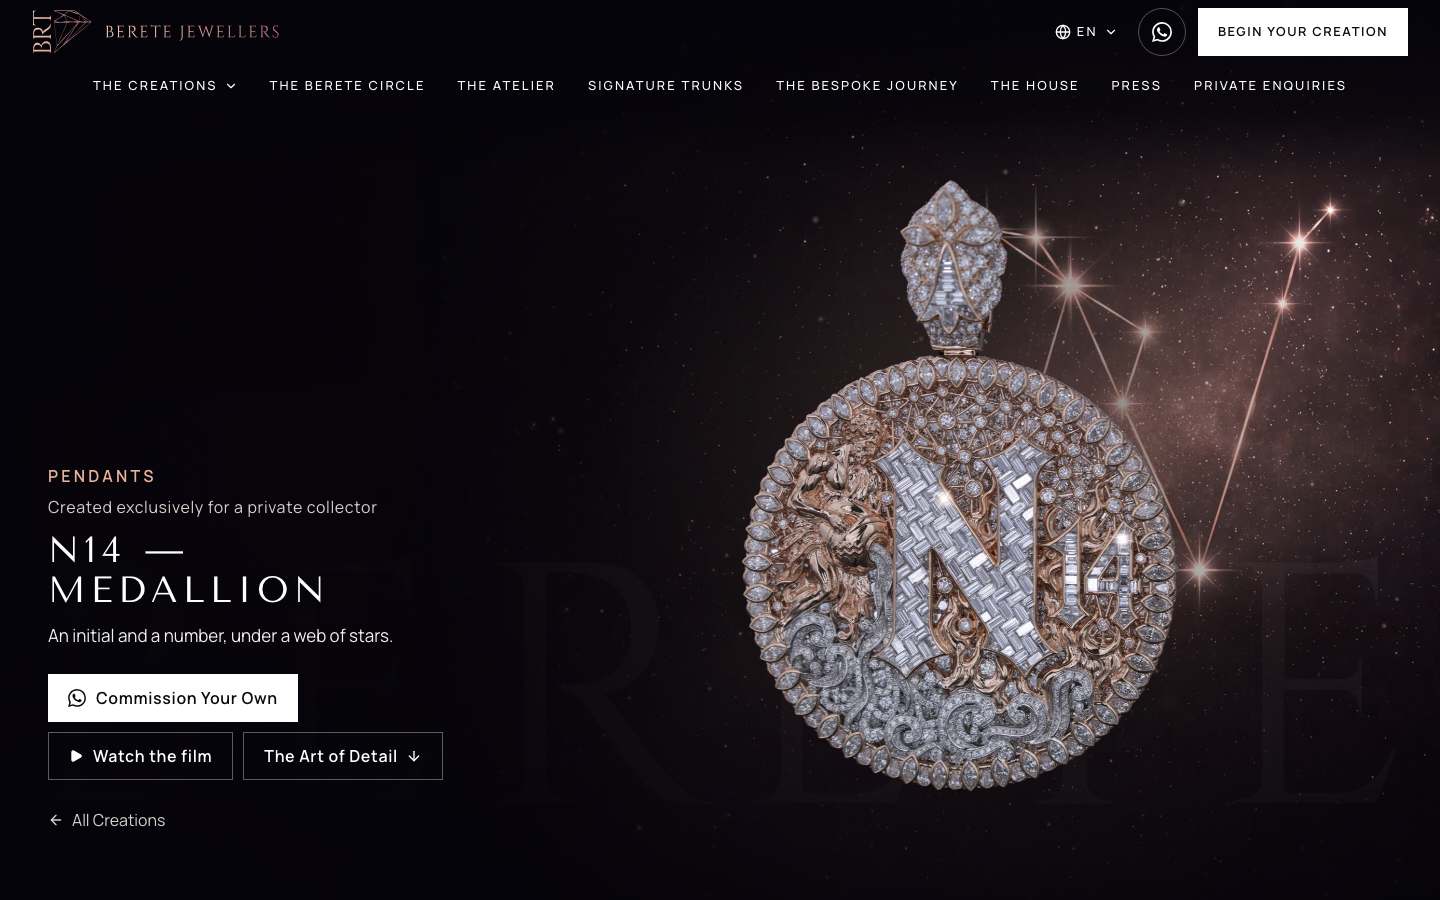 BRT
BERETE JEWELLERS
EN
BEGIN YOUR CREATION
THE CREATIONS
THE BERETE CIRCLE
THE ATELIER
SIGNATURE TRUNKS
THE BESPOKE JOURNEY
THE HOUSE
PRESS
PRIVATE ENQUIRIES
PENDANTS
Created exclusively for a private collector
N14 —
MEDALLION
An initial and a number, under a web of stars.
Commission Your Own
Watch the film
The Art of Detail
All Creations
N
14